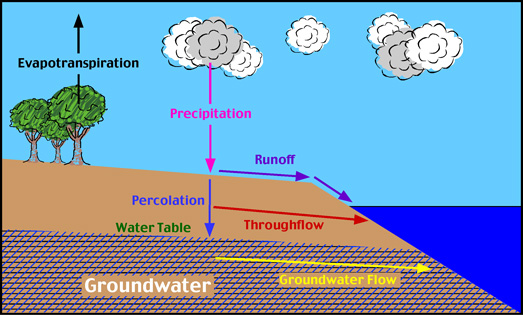 Evapotranspiration
Precipitation
Runoff
Percolation
Water Table
Throughflow
Groundwater
Groundwater Flow